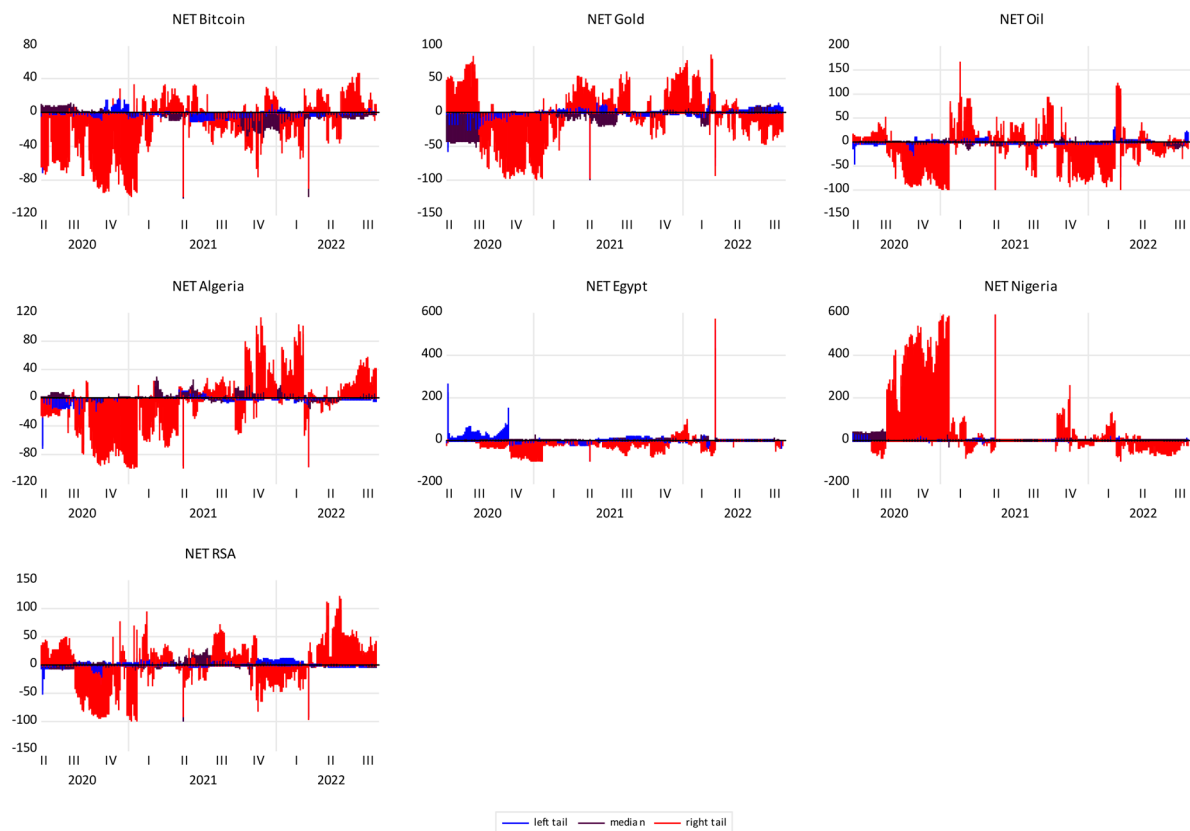 NET Bitcoin
80
40
0
-40
-80
-120
II III IV I II III IV I II III
2020 2021 2022
NET Gold
100
50
0
-50
-100
-150
II III IV I II III IV I II III
2020 2021 2022
NET Oil
200
150
100
50
0
-50
-100
-150
II III IV I II III IV I II III
2020 2021 2022
NET Algeria
120
80
40
0
-40
-80
-120
II III IV I II III IV I II III
2020 2021 2022
NET Egypt
600
400
200
0
-200
II III IV I II III IV I II III
2020 2021 2022
NET Nigeria
600
400
200
0
-200
II III IV I II III IV I II III
2020 2021 2022
NET RSA
150
100
50
0
-50
-100
-150
II III IV I II III IV I II III
2020 2021 2022
left tail median right tail